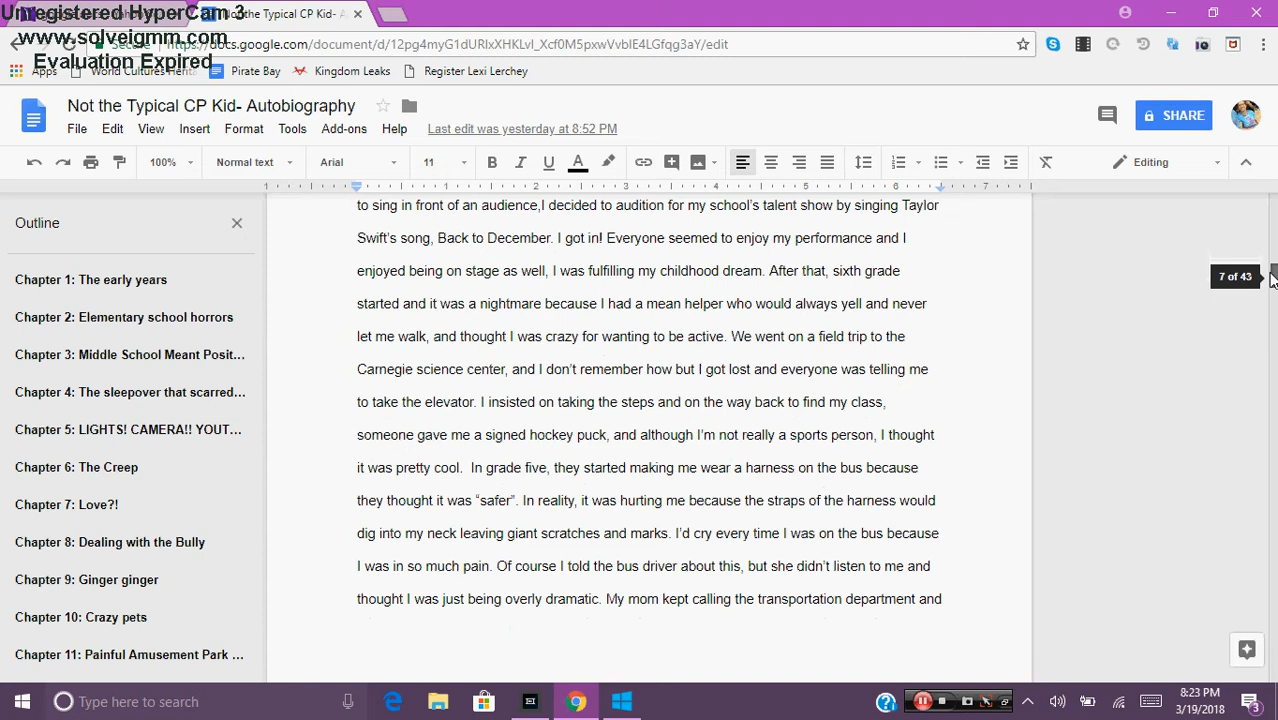 Unregistered HyperCam 3
www.solveigmm.com
Evaluation Expired
Not the Typical CP Kid- A
Secure
https://docs.google.com/document/d/12pg4myG1dURlxXHKLvl_Xcf0M5pxwVvbIE4LGfqg3aY/edit
Apps
World Cultures Herita
Pirate Bay
Kingdom Leaks
Register Lexi Lerchey
Not the Typical CP Kid- Autobiography
SHARE
File Edit View Insert Format Tools Add-ons Help Last edit was yesterday at 8:52 PM
100% Normal text Arial 11 B I U A Editing
1 2 3 4 5 6 7
Outline
Chapter 1: The early years
Chapter 2: Elementary school horrors
Chapter 3: Middle School Meant Posit...
Chapter 4: The sleepover that scarred...
Chapter 5: LIGHTS! CAMERA!! YOUT...
Chapter 6: The Creep
Chapter 7: Love?!
Chapter 8: Dealing with the Bully
Chapter 9: Ginger ginger
Chapter 10: Crazy pets
Chapter 11: Painful Amusement Park ...
to sing in front of an audience,I decided to audition for my school's talent show by singing Taylor
Swift's song, Back to December. I got in! Everyone seemed to enjoy my performance and I
enjoyed being on stage as well, I was fulfilling my childhood dream. After that, sixth grade
started and it was a nightmare because I had a mean helper who would always yell and never
let me walk, and thought I was crazy for wanting to be active. We went on a field trip to the
Carnegie science center, and I don't remember how but I got lost and everyone was telling me
to take the elevator. I insisted on taking the steps and on the way back to find my class,
someone gave me a signed hockey puck, and although I'm not really a sports person, I thought
it was pretty cool.  In grade five, they started making me wear a harness on the bus because
they thought it was “safer”. In reality, it was hurting me because the straps of the harness would
dig into my neck leaving giant scratches and marks. I'd cry every time I was on the bus because
I was in so much pain. Of course I told the bus driver about this, but she didn't listen to me and
thought I was just being overly dramatic. My mom kept calling the transportation department and
7 of 43
Type here to search
8:23 PM
3/19/2018
3